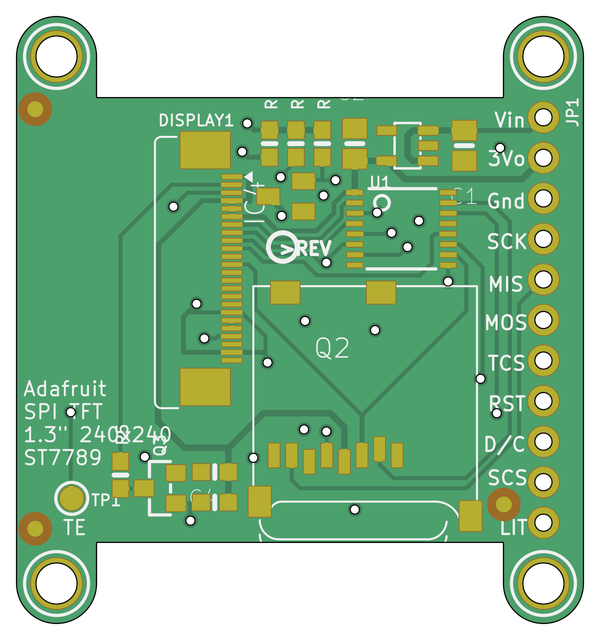 R R R
JP1
DISPLAY1
Vin
3Vo
U1
C1
Gnd
>REV
SCK
MIS
MOS
Q2
TCS
Adafruit
SPI TFT
RST
1.3" 240x240
Q3
D/C
ST7789
SCS
TP1
TE
LIT